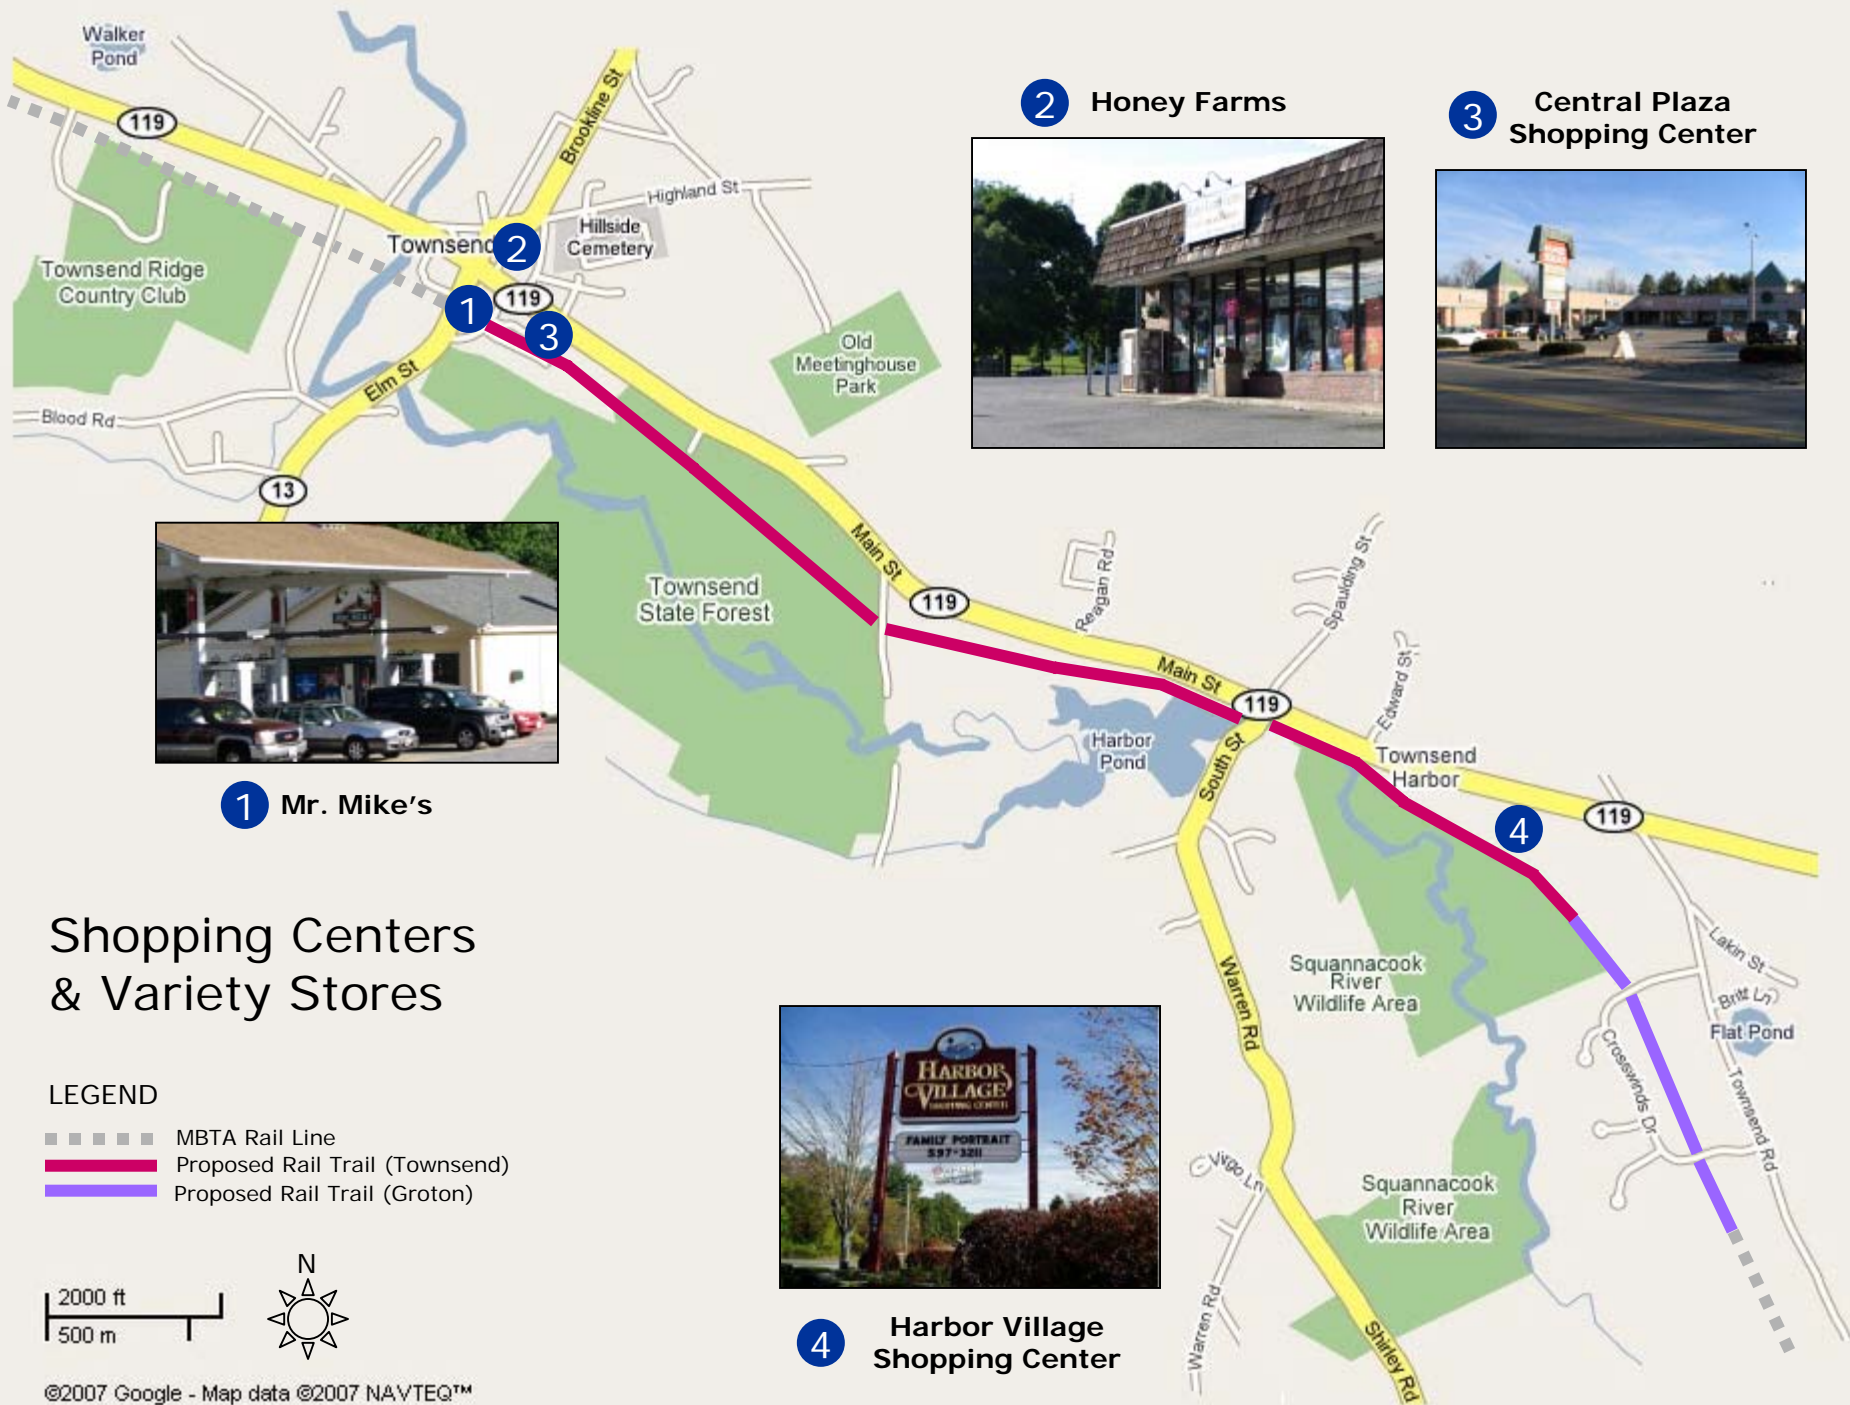 Walker
Pond
119
Brookline St
Highland St
Hillside
Cemetery
Townsend
2
1
119
3
Townsend Ridge
Country Club
Old
Meetinghouse
Park
Elm St
Blood Rd
13
2 Honey Farms
3 Central Plaza
Shopping Center
Main St
Townsend
State Forest
119
Reagan Rd
Spaulding St
Main St
119
Edward St
Harbor
Pond
South St
Townsend
Harbor
4
119
1 Mr. Mike's
Shopping Centers
& Variety Stores
Squannacook
River
Wildlife Area
Warren Rd
Lakin St
Britt Ln
Flat Pond
Crosswinds Dr
Townsend Rd
HARBOR
VILLAGE
SHOPPING CENTER
FAMILY PORTRAIT
597-3211
Squannacook
River
Wildlife Area
Virgo Ln
Warren Rd
Shirley Rd
4 Harbor Village
Shopping Center
LEGEND
MBTA Rail Line
Proposed Rail Trail (Townsend)
Proposed Rail Trail (Groton)
N
2000 ft
500 m
©2007 Google - Map data ©2007 NAVTEQ™